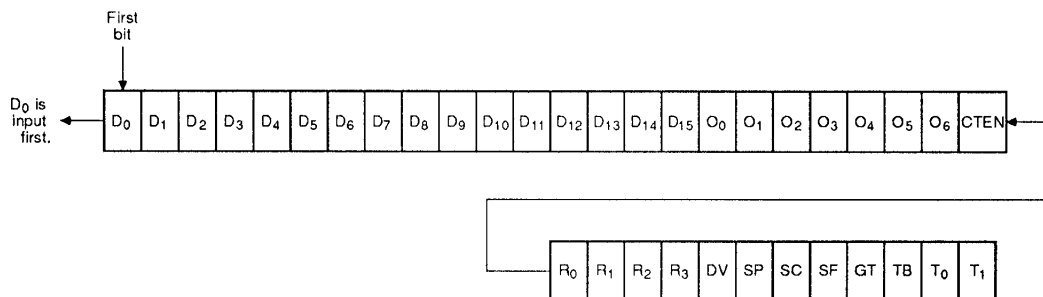 First
bit
D0 is
input
first.
D0 D1 D2 D3 D4 D5 D6 D7 D8 D9 D10 D11 D12 D13 D14 D15 O0 O1 O2 O3 O4 O5 O6 CTEN
R0 R1 R2 R3 DV SP SC SF GT TB T0 T1